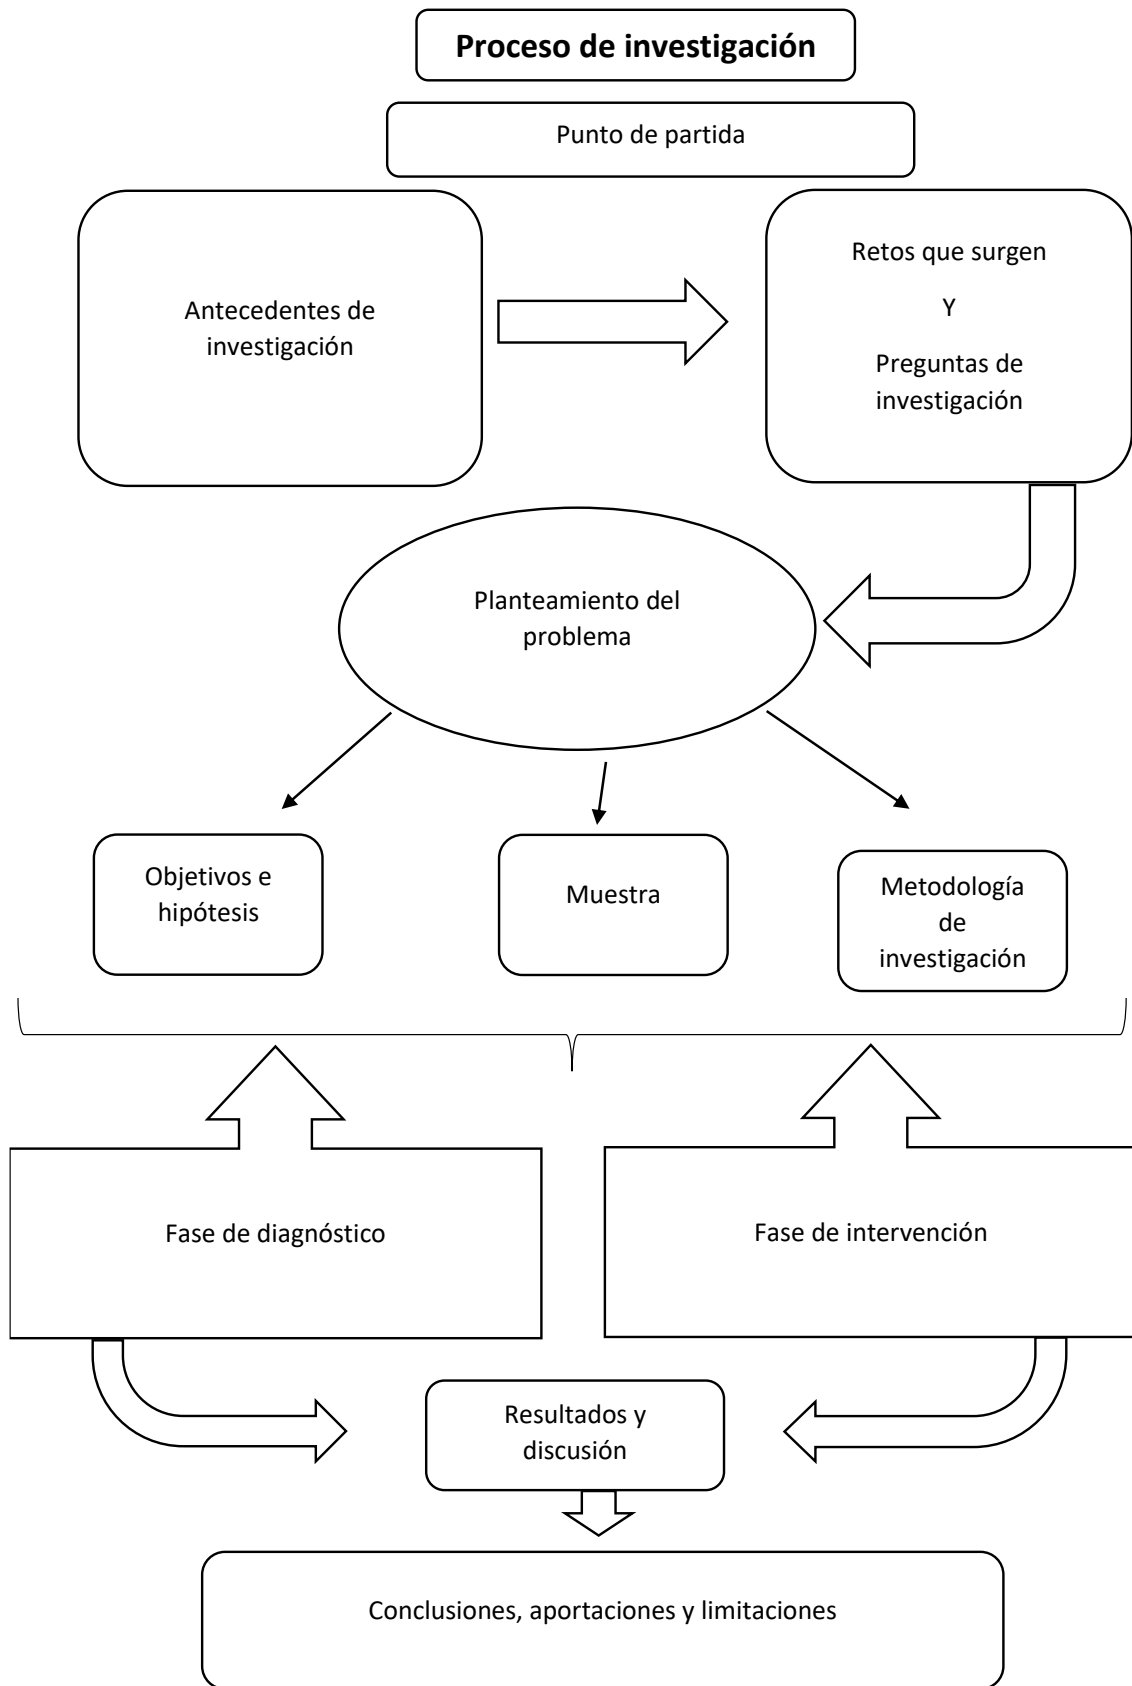 Proceso de investigación
Punto de partida
Antecedentes de
investigación
Retos que surgen
Y
Preguntas de
investigación
Planteamiento del
problema
Objetivos e
hipótesis
Muestra
Metodología
de
investigación
Fase de diagnóstico
Fase de intervención
Resultados y
discusión
Conclusiones, aportaciones y limitaciones